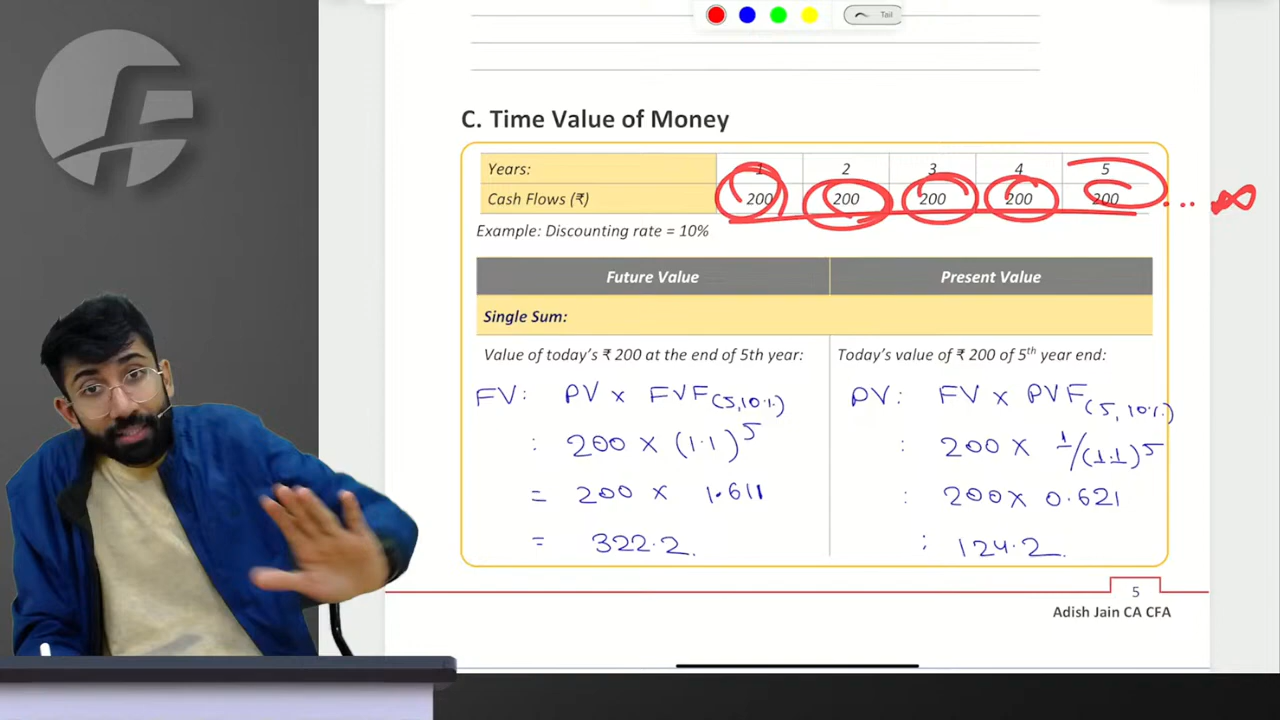 Tail
C. Time Value of Money
Years: 1 2 3 4 5
Cash Flows (₹) 200 200 200 200 200 ... ∞
Example: Discounting rate = 10%
Future Value Present Value
Single Sum:
Value of today's ₹ 200 at the end of 5th year:
FV: PV × FVF(5,10%)
: 200 × (1.1)^5
= 200 × 1.611
= 322.2
Today's value of ₹ 200 of 5th year end:
PV: FV × PVF(5,10%)
: 200 × 1/(1.1)^5
: 200 × 0.621
: 124.2
5
Adish Jain CA CFA